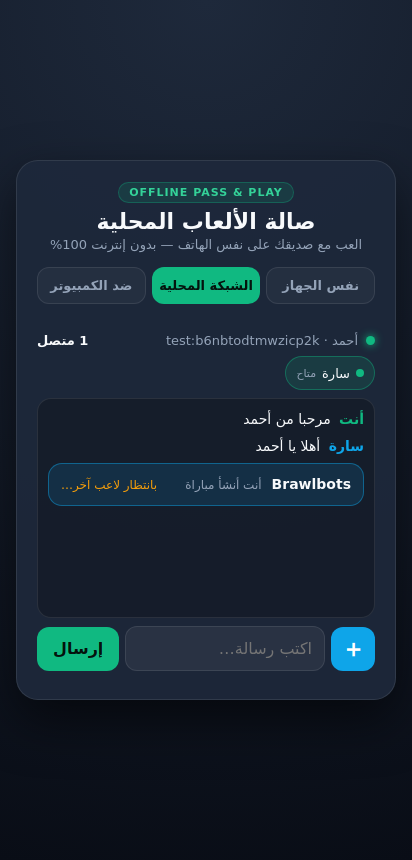 OFFLINE PASS & PLAY
صالة الألعاب المحلية
العب مع صديقك على نفس الهاتف — بدون إنترنت 100%
نفس الجهاز
الشبكة المحلية
ضد الكمبيوتر
أحمد · test:b6nbtodtmwzicp2k
1 متصل
سارة متاح
أنت مرحبا من أحمد
سارة أهلا يا أحمد
Brawlbots أنت أنشأ مباراة بانتظار لاعب آخر...
+ اكتب رسالة... إرسال